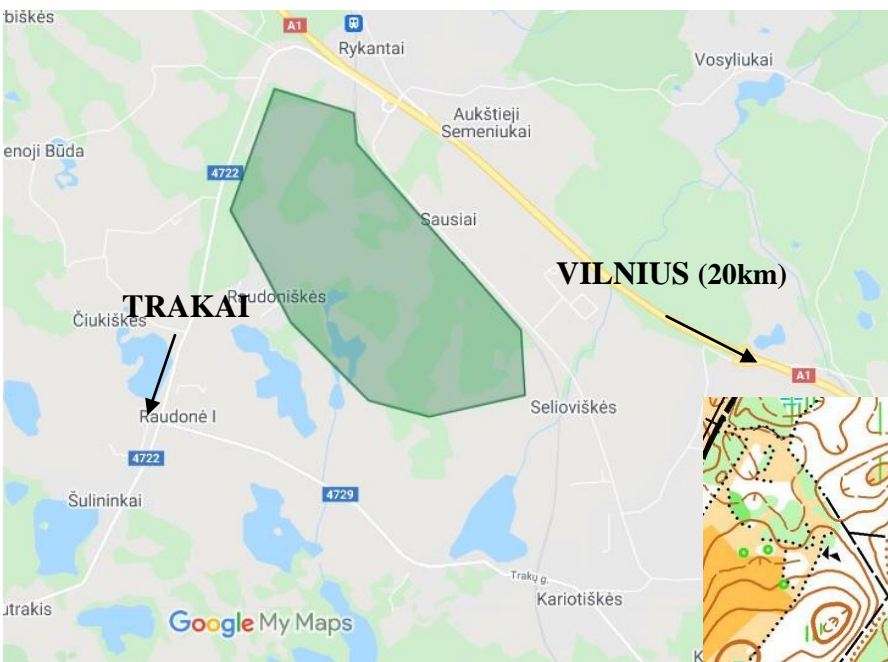 biškės
A1
Rykantai
Vosyliukai
Aukštieji
Semeniukai
enoji Būda
4722
Sausiai
VILNIUS (20km)
TRAKAI
Raudoniškės
Čiukiškės
A1
Raudonė I
Selioviškės
4722
4729
Šulininkai
Trakų g.
Kariotiškės
utrakis
Google My Maps
K